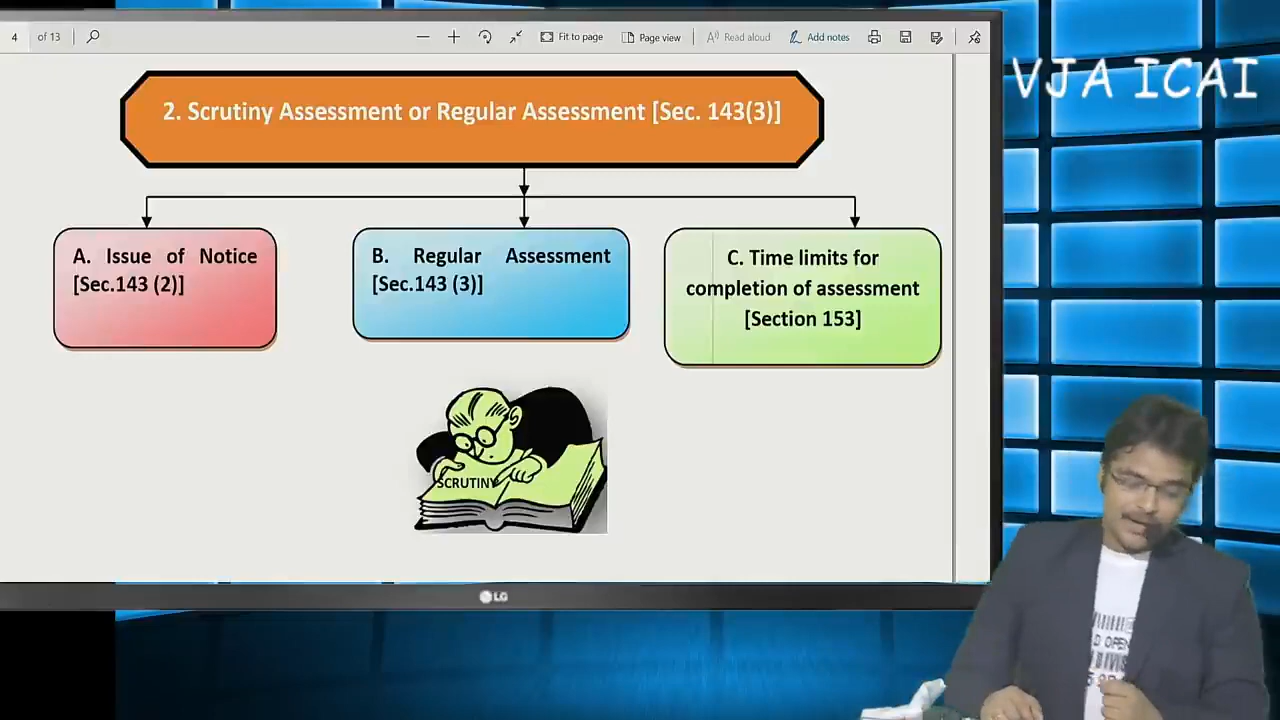 4 of 13
Fit to page
Page view
Read aloud
Add notes
VJA ICAI
2. Scrutiny Assessment or Regular Assessment [Sec. 143(3)]
A. Issue of Notice
[Sec.143 (2)]
B. Regular Assessment
[Sec.143 (3)]
C. Time limits for
completion of assessment
[Section 153]
SCRUTINY
LG